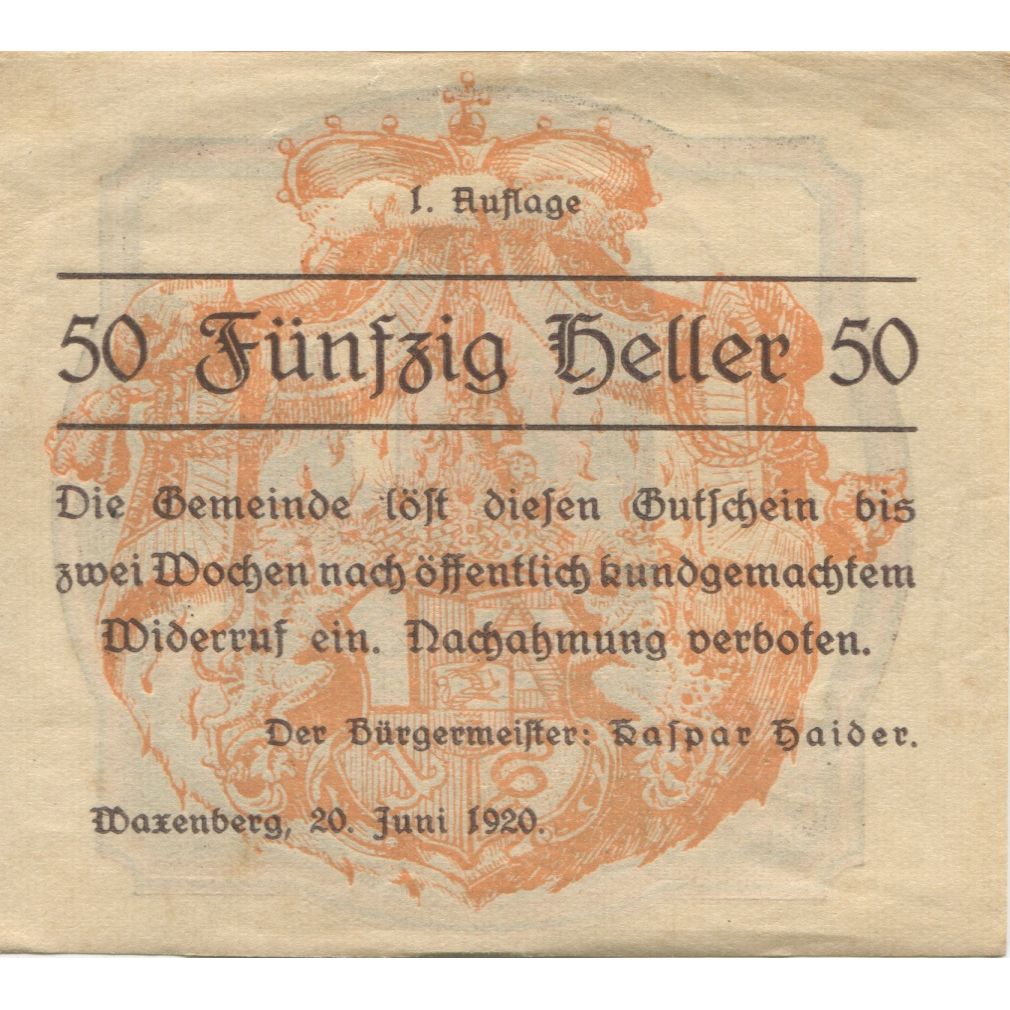 1. Auflage
50 Fünfzig Heller 50
Die Gemeinde löst diesen Gutschein bis
zwei Wochen nach öffentlich kundgemachtem
Widerruf ein. Nachahmung verboten.
Der Bürgermeister: Kaspar Haider.
Waxenberg, 20. Juni 1920.